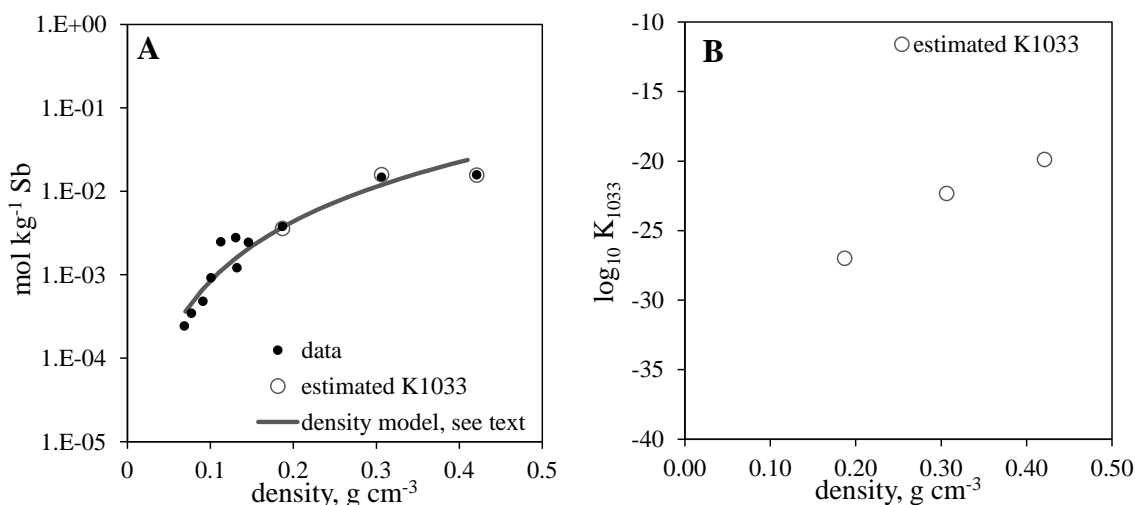 A
1.E+00
1.E-01
1.E-02
1.E-03
1.E-04
1.E-05
mol kg-1 Sb
data
estimated K1033
density model, see text
0
0.1
0.2
0.3
0.4
0.5
density, g cm-3
B
estimated K1033
-10
-15
-20
-25
-30
-35
-40
log10 K1033
0.00
0.10
0.20
0.30
0.40
0.50
density, g cm-3